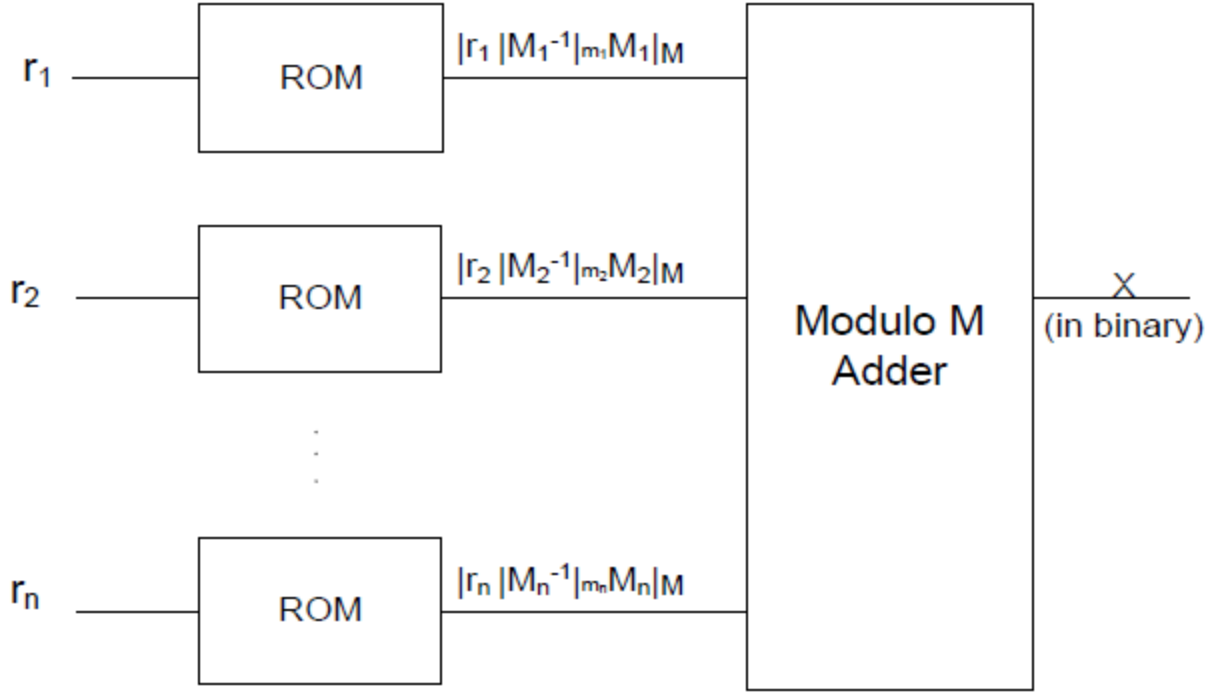 r₁
ROM
|r₁ |M₁⁻¹|m₁M₁|M
r₂
ROM
|r₂ |M₂⁻¹|m₂M₂|M
Modulo M
Adder
X
(in binary)
rₙ
ROM
|rₙ |Mₙ⁻¹|mₙMₙ|M